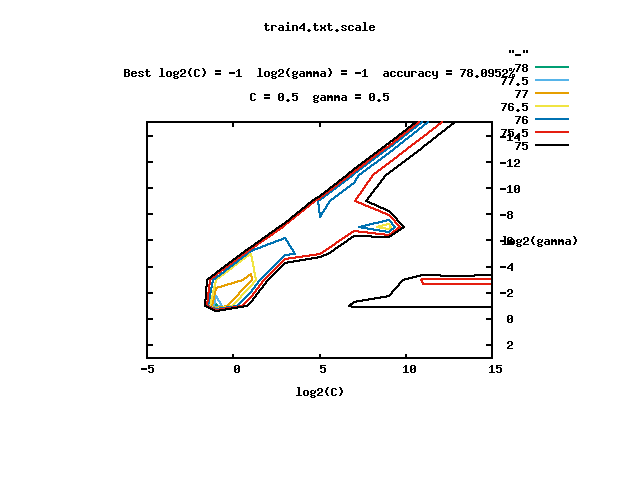 train4.txt.scale
"-"
Best log2(C) = -1  log2(gamma) = -1  accuracy = 78.0952%
78
77.5
C = 0.5  gamma = 0.5
77
76.5
76
75.5
75
-14
-12
-10
-8
-6
log2(gamma)
-4
-2
0
2
-5 0 5 10 15
log2(C)